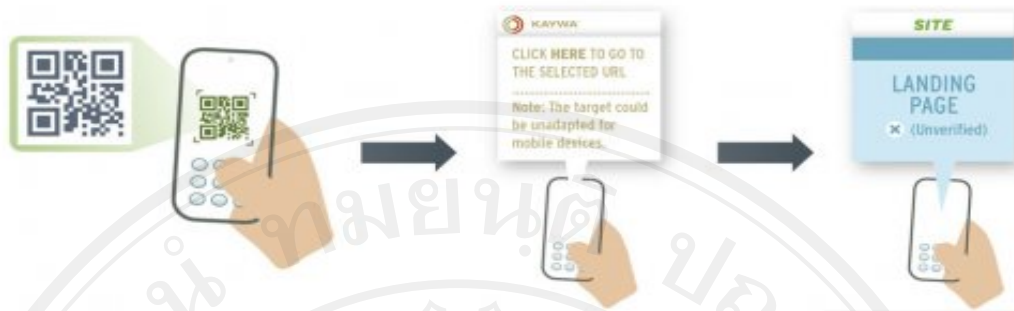 KAYWA
CLICK HERE TO GO TO
THE SELECTED URL
Note: The target could
be unadapted for
mobile devices.
SITE
LANDING
PAGE
(Unverified)